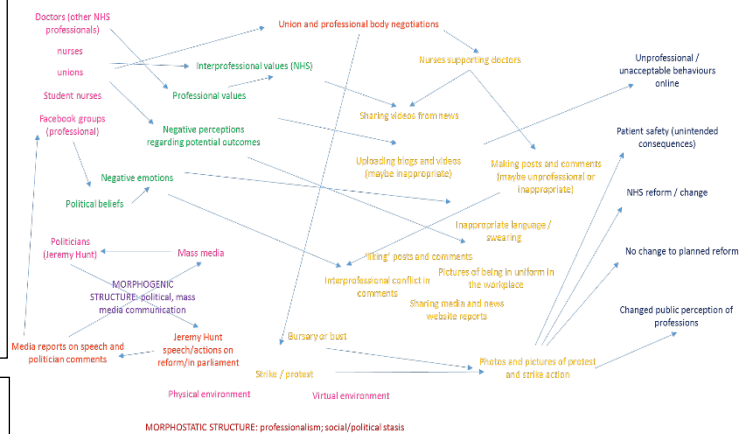 Doctors (other NHS
professionals)
nurses
unions
Student nurses
Facebook groups
(professional)
Union and professional body negotiations
Interprofessional values (NHS)
Professional values
Negative perceptions
regarding potential outcomes
Negative emotions
Political beliefs
Nurses supporting doctors
Sharing videos from news
Uploading blogs and videos
(maybe inappropriate)
Making posts and comments
(maybe unprofessional or
inappropriate)
Unprofessional /
unacceptable behaviours
online
Patient safety (unintended
consequences)
NHS reform / change
No change to planned reform
Changed public perception of
professions
Inappropriate language /
swearing
'liking' posts and comments
Interprofessional conflict in
comments
Pictures of being in uniform in
the workplace
Sharing media and news
website reports
Politicians
(Jeremy Hunt)
Mass media
MORPHOGENIC
STRUCTURE: political, mass
media communication
Media reports on speech and
politician comments
Jeremy Hunt
speech/actions on
reform/in parliament
Bursary or bust
Strike / protest
Photos and pictures of protest
and strike action
Physical environment
Virtual environment
MORPHOSTATIC STRUCTURE: professionalism; social/political stasis